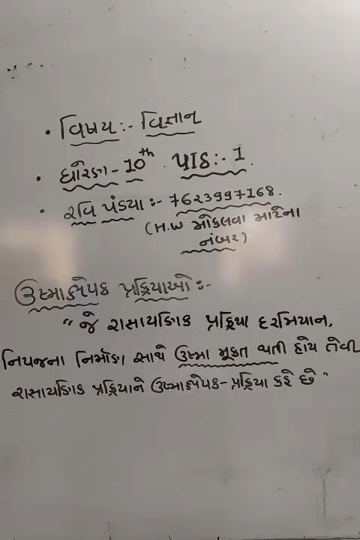 • વિષય:- વિજ્ઞાન
• ધોરણ - 10th પાઠ:- 1.
• રવિ પંડ્યા:- 7623997168.
(H.W મોકલવા માટેના
નંબર)
ઉષ્માક્ષેપક પ્રક્રિયાઓ:-
"જે રાસાયણિક પ્રક્રિયા દરમિયાન,
નિપજના નિર્માણ સાથે ઉષ્મા મુક્ત થતી હોય તેવી
રાસાયણિક પ્રક્રિયાને ઉષ્માક્ષેપક-પ્રક્રિયા કહે છે"